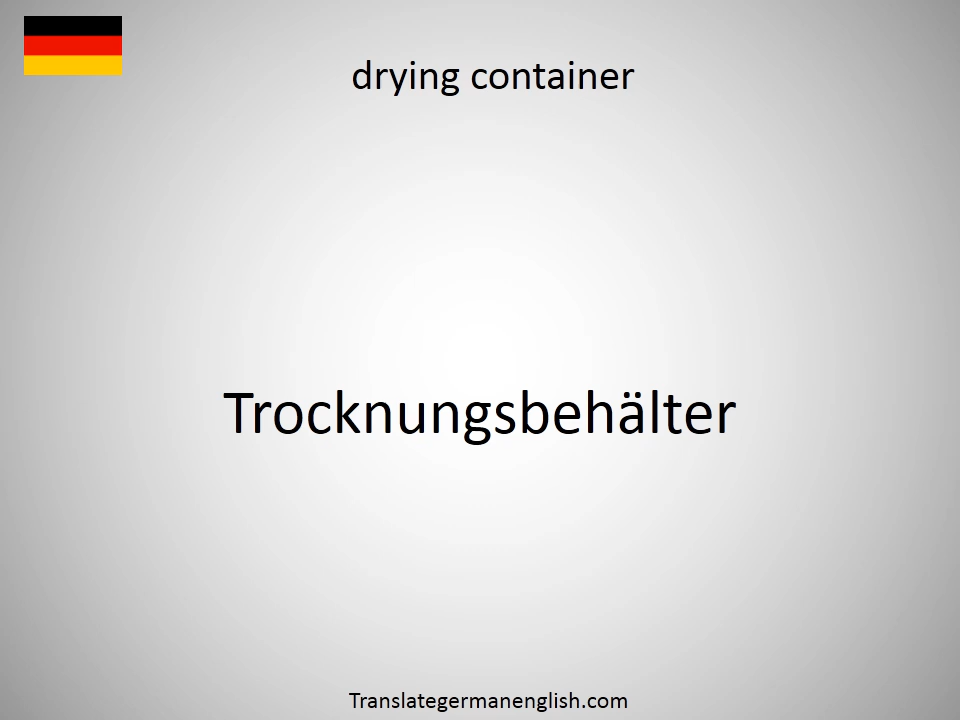 drying container
Trocknungsbehälter
Translategermanenglish.com